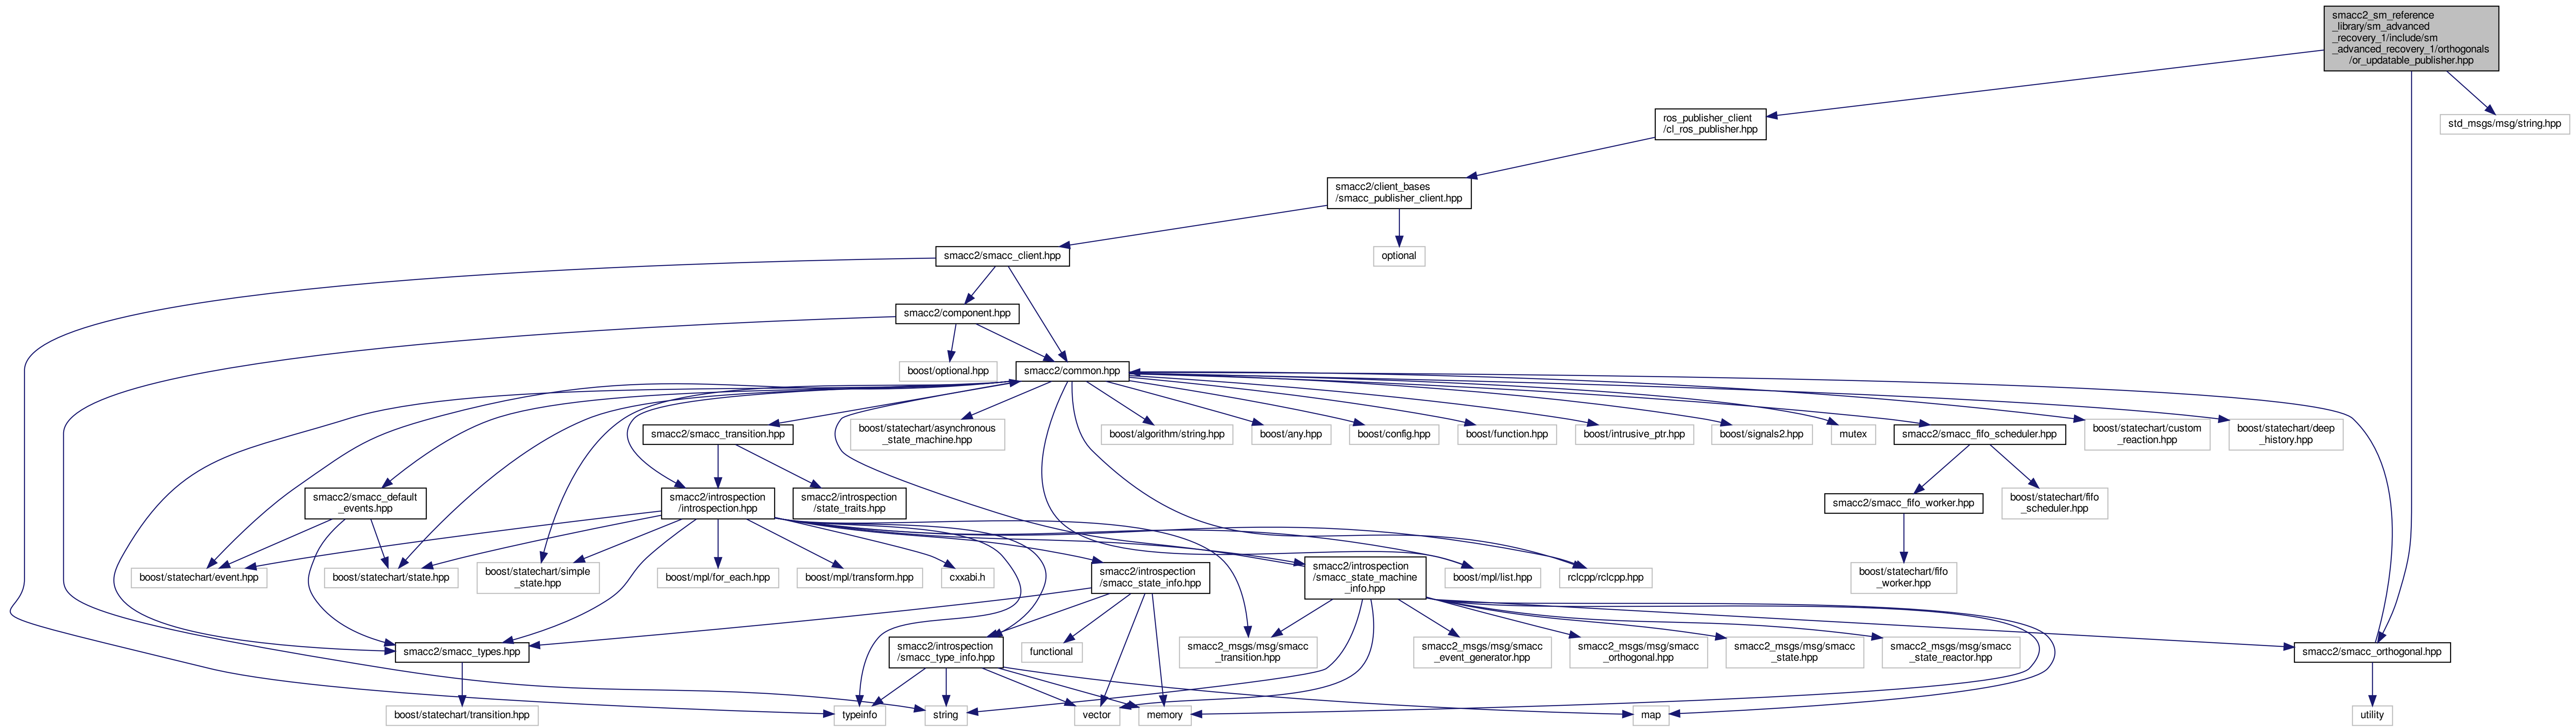 smacc2_sm_reference
_library/sm_advanced
_recovery_1/include/sm
_advanced_recovery_1/orthogonals
/or_updatable_publisher.hpp
ros_publisher_client
/cl_ros_publisher.hpp
std_msgs/msg/string.hpp
smacc2/client_bases
/smacc_publisher_client.hpp
smacc2/smacc_client.hpp
optional
smacc2/component.hpp
boost/optional.hpp
smacc2/common.hpp
smacc2/smacc_transition.hpp
boost/statechart/asynchronous
_state_machine.hpp
boost/algorithm/string.hpp
boost/any.hpp
boost/config.hpp
boost/function.hpp
boost/intrusive_ptr.hpp
boost/signals2.hpp
mutex
smacc2/smacc_fifo_scheduler.hpp
boost/statechart/custom
_reaction.hpp
boost/statechart/deep
_history.hpp
smacc2/smacc_default
_events.hpp
smacc2/introspection
/introspection.hpp
smacc2/introspection
/state_traits.hpp
smacc2/smacc_fifo_worker.hpp
boost/statechart/fifo
_scheduler.hpp
boost/statechart/event.hpp
boost/statechart/state.hpp
boost/statechart/simple
_state.hpp
boost/mpl/for_each.hpp
boost/mpl/transform.hpp
cxxabi.h
smacc2/introspection
/smacc_state_info.hpp
smacc2/introspection
/smacc_state_machine
_info.hpp
boost/mpl/list.hpp
rclcpp/rclcpp.hpp
boost/statechart/fifo
_worker.hpp
smacc2/smacc_types.hpp
smacc2/introspection
/smacc_type_info.hpp
functional
smacc2_msgs/msg/smacc
_transition.hpp
smacc2_msgs/msg/smacc
_event_generator.hpp
smacc2_msgs/msg/smacc
_orthogonal.hpp
smacc2_msgs/msg/smacc
_state.hpp
smacc2_msgs/msg/smacc
_state_reactor.hpp
smacc2/smacc_orthogonal.hpp
boost/statechart/transition.hpp
typeinfo
string
vector
memory
map
utility